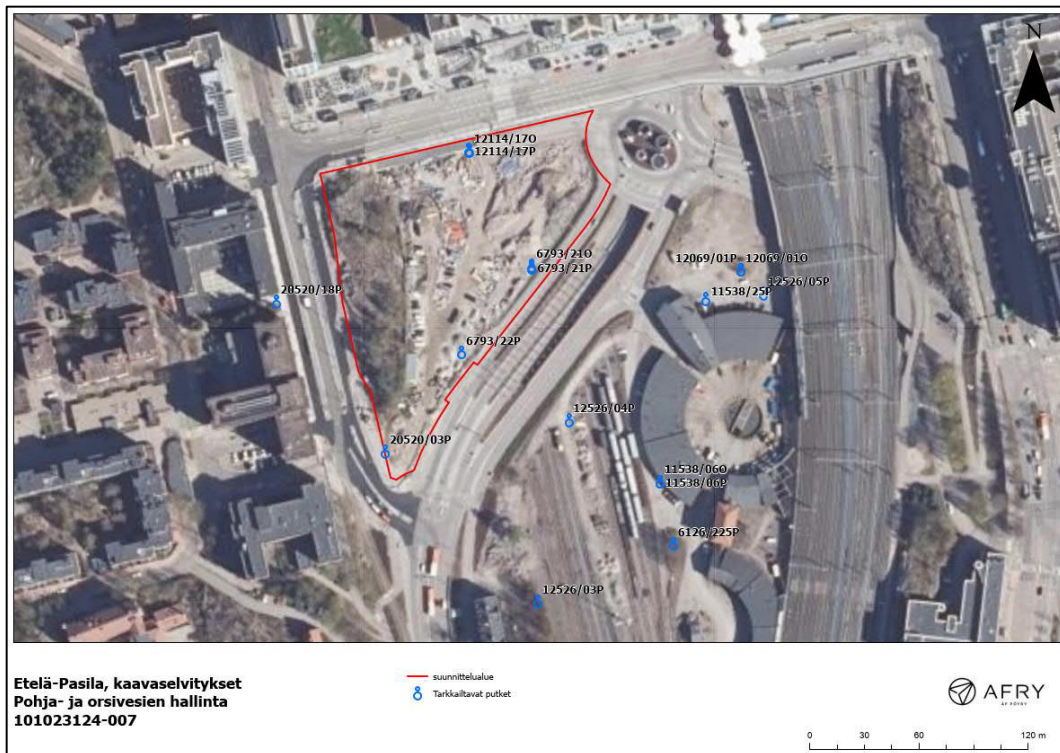 N
12114/17O
12114/17P
6793/21O
6793/21P
12069/01P 12069/01O
12526/05P
11538/25P
20520/18P
6793/22P
12526/04P
20520/03P
11538/06O
11538/06P
6126/225P
12526/03P
Etelä-Pasila, kaavaselvitykset
Pohja- ja orsivesien hallinta
101023124-007
suunnittelualue
Tarkkailtavat putket
AFRY
ÅF PÖYRY
0 30 60 120 m